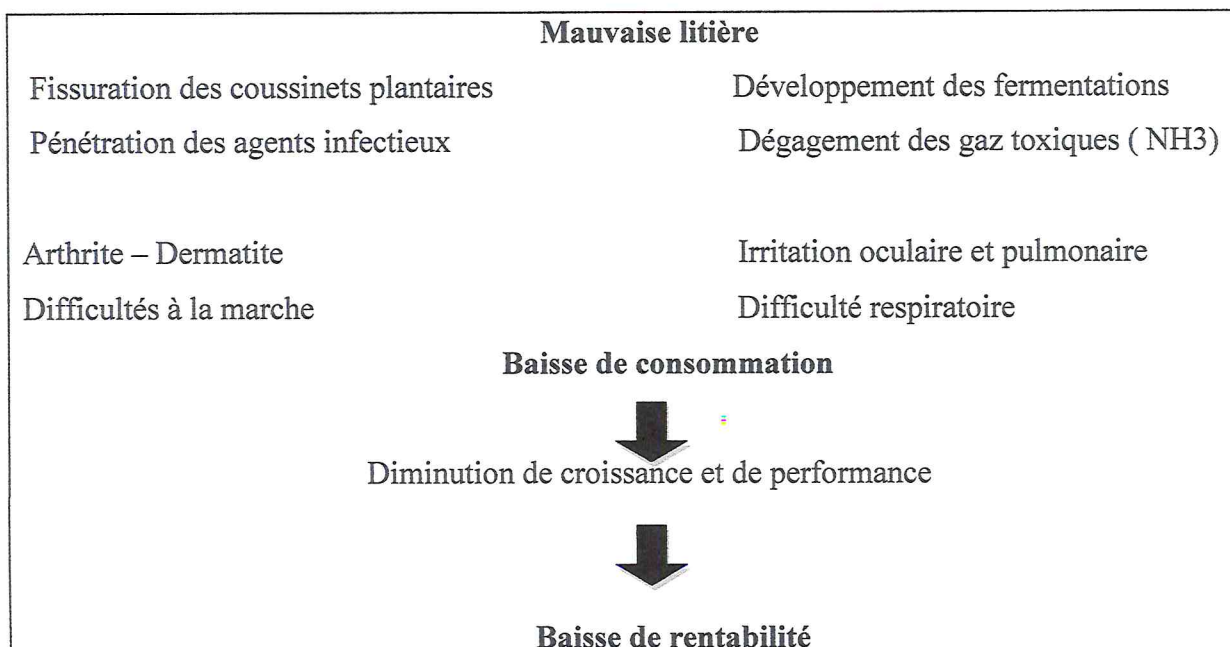 Mauvaise litière
Fissuration des coussinets plantaires
Développement des fermentations
Pénétration des agents infectieux
Dégagement des gaz toxiques ( NH3)
Arthrite – Dermatite
Irritation oculaire et pulmonaire
Difficultés à la marche
Difficulté respiratoire
Baisse de consommation
Diminution de croissance et de performance
Baisse de rentabilité